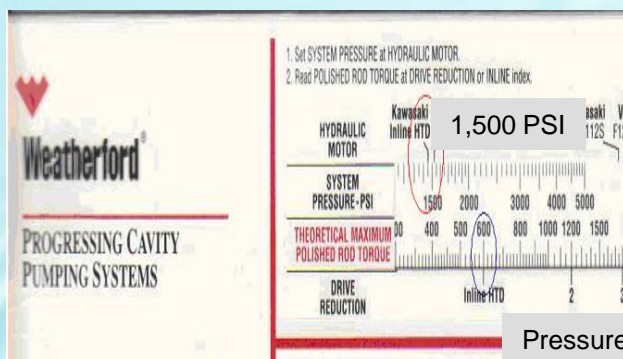 1. Set SYSTEM PRESSURE at HYDRAULIC MOTOR.
2. Read POLISHED ROD TORQUE at DRIVE REDUCTION or INLINE index.
Weatherford®
PROGRESSING CAVITY
PUMPING SYSTEMS
Kawasaki
Inline HTD
1,500 PSI
HYDRAULIC
MOTOR
SYSTEM
PRESSURE-PSI
1500 2000 3000 4000 5000
THEORETICAL MAXIMUM
POLISHED ROD TORQUE
400 500 600 800 1000 1200 1500
DRIVE
REDUCTION
Inline HTD 2
Pressure